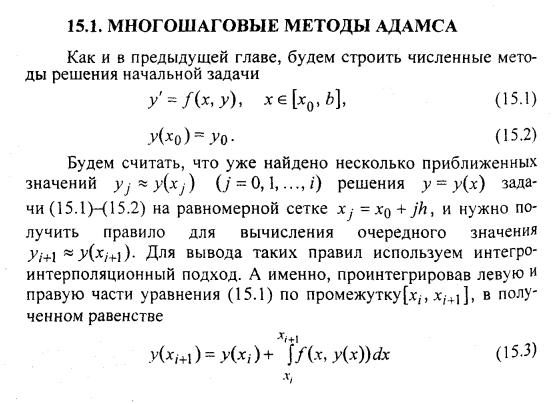 15.1. МНОГОШАГОВЫЕ МЕТОДЫ АДАМСА
Как и в предыдущей главе, будем строить численные мето-
ды решения начальной задачи
y′ = f(x, y), x ∈ [x₀, b], (15.1)
y(x₀) = y₀. (15.2)
Будем считать, что уже найдено несколько приближенных
значений yⱼ ≈ y(xⱼ) (j = 0, 1, ..., i) решения y = y(x) зада-
чи (15.1)–(15.2) на равномерной сетке xⱼ = x₀ + jh, и нужно по-
лучить правило для вычисления очередного значения
yᵢ₊₁ ≈ y(xᵢ₊₁). Для вывода таких правил используем интегро-
интерполяционный подход. А именно, проинтегрировав левую и
правую части уравнения (15.1) по промежутку[xᵢ, xᵢ₊₁], в полу-
ченном равенстве
xᵢ₊₁
y(xᵢ₊₁) = y(xᵢ) + ∫f(x, y(x))dx (15.3)
xᵢ